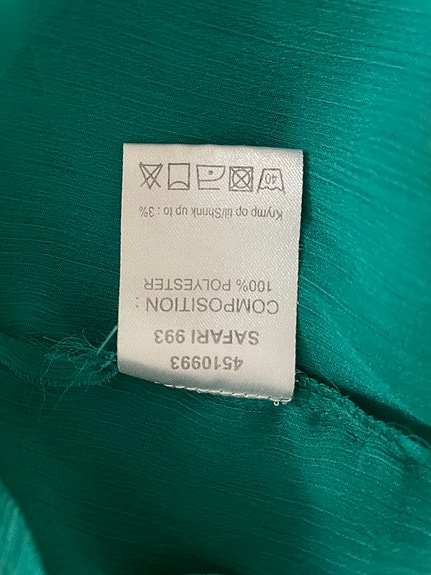 4510993
SAFARI 993
COMPOSITION :
100% POLYESTER
Krymp op til/Shrink up to : 3%
40